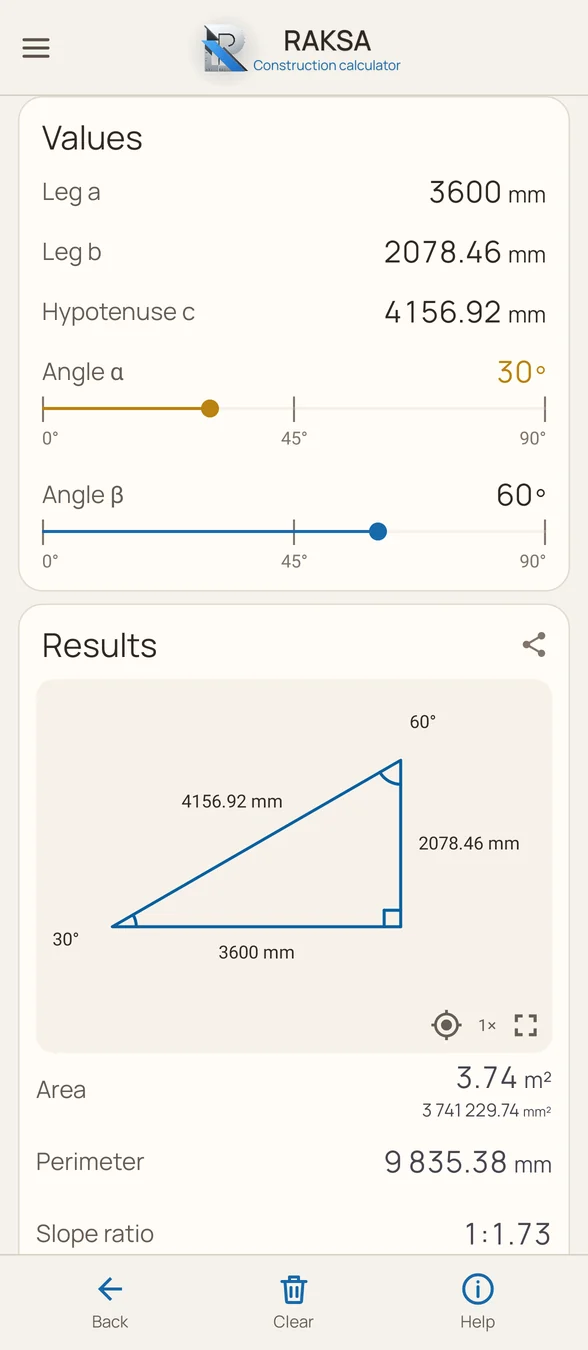 RAKSA
Construction calculator
Values
Leg a 3600 mm
Leg b 2078.46 mm
Hypotenuse c 4156.92 mm
Angle α 30°
0° 45° 90°
Angle β 60°
0° 45° 90°
Results
60°
4156.92 mm
2078.46 mm
30°
3600 mm
1×
Area 3.74 m²
3 741 229.74 mm²
Perimeter 9 835.38 mm
Slope ratio 1:1.73
Back Clear Help